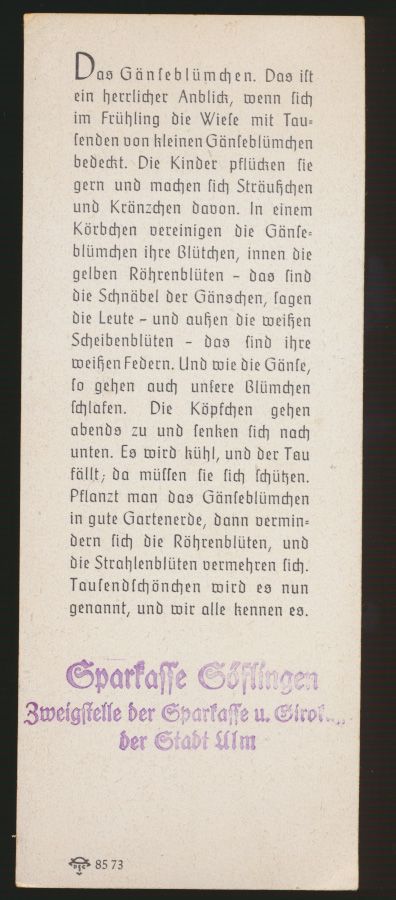 Das Gänſeblümchen. Das iſt
ein herrlicher Anblick, wenn ſich
im Frühling die Wieſe mit Tau⸗
ſenden von kleinen Gänſeblümchen
bedeckt. Die Kinder pflücken ſie
gern und machen ſich Sträußchen
und Kränzchen davon. In einem
Körbchen vereinigen die Gänſe⸗
blümchen ihre Blütchen, innen die
gelben Röhrenblüten – das ſind
die Schnäbel der Gänschen, ſagen
die Leute – und außen die weißen
Scheibenblüten – das ſind ihre
weißen Federn. Und wie die Gänſe,
ſo gehen auch unſere Blümchen
ſchlafen. Die Köpfchen gehen
abends zu und ſenken ſich nach
unten. Es wird kühl, und der Tau
fällt; da müſſen ſie ſich ſchützen.
Pflanzt man das Gänſeblümchen
in gute Gartenerde, dann vermin⸗
dern ſich die Röhrenblüten, und
die Strahlenblüten vermehren ſich.
Tauſendſchönchen wird es nun
genannt, und wir alle kennen es.
Sparkaſſe Söflingen
Zweigſtelle der Sparkaſſe u.
der Stadt Ulm
85 73